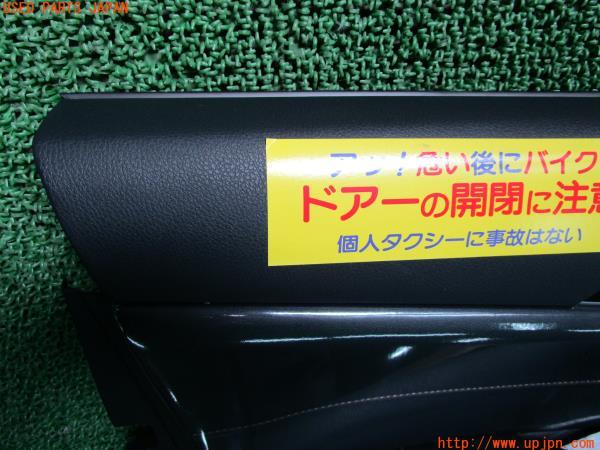 USED PARTS JAPAN
アッ！危い後にバイク
ドアーの開閉に注意
個人タクシーに事故はない
http://www.upjpn.com